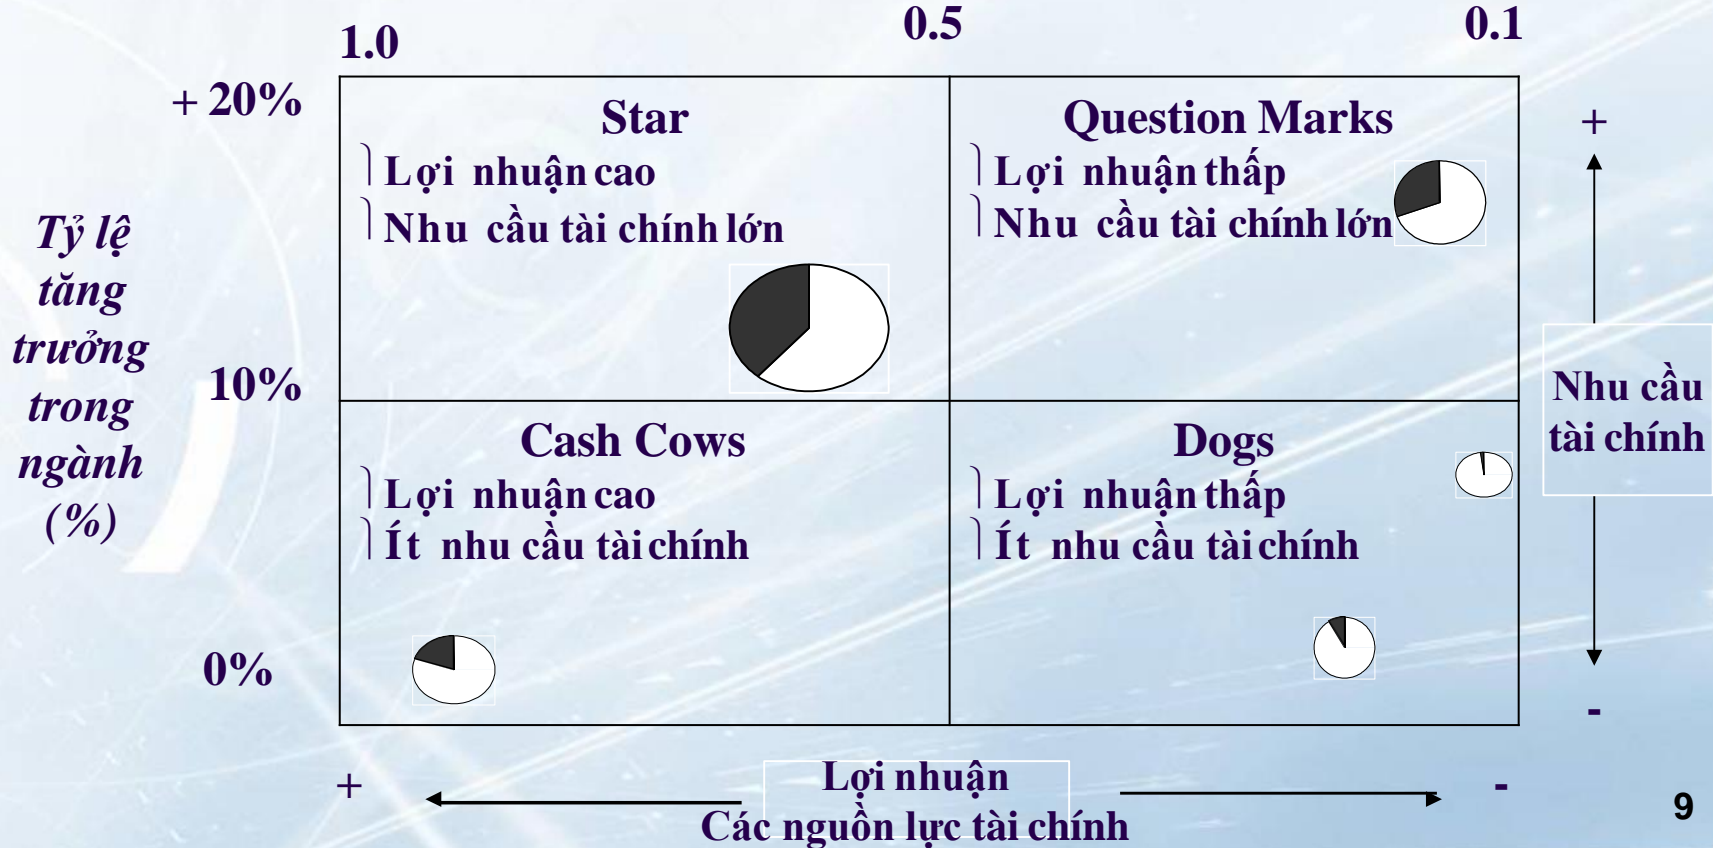 1.0
0.5
0.1
+ 20%
10%
0%
Tỷ lệ
tăng
trưởng
trong
ngành
(%)
Star
Lợi nhuận cao
Nhu cầu tài chính lớn
Question Marks
Lợi nhuận thấp
Nhu cầu tài chính lớn
Cash Cows
Lợi nhuận cao
Ít nhu cầu tài chính
Dogs
Lợi nhuận thấp
Ít nhu cầu tài chính
+
Nhu cầu
tài chính
-
+
Lợi nhuận
Các nguồn lực tài chính
-
9